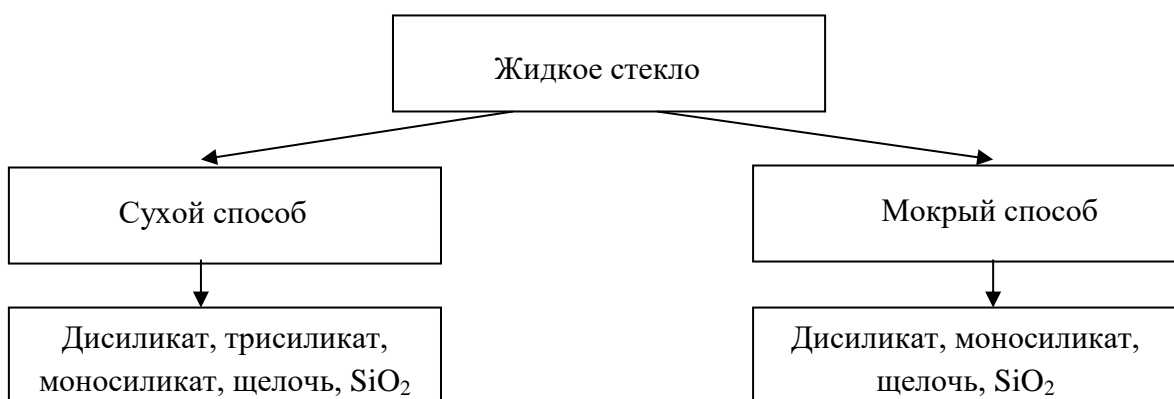 Жидкое стекло
Сухой способ
Мокрый способ
Дисиликат, трисиликат,
моносиликат, щелочь, SiO₂
Дисиликат, моносиликат,
щелочь, SiO₂